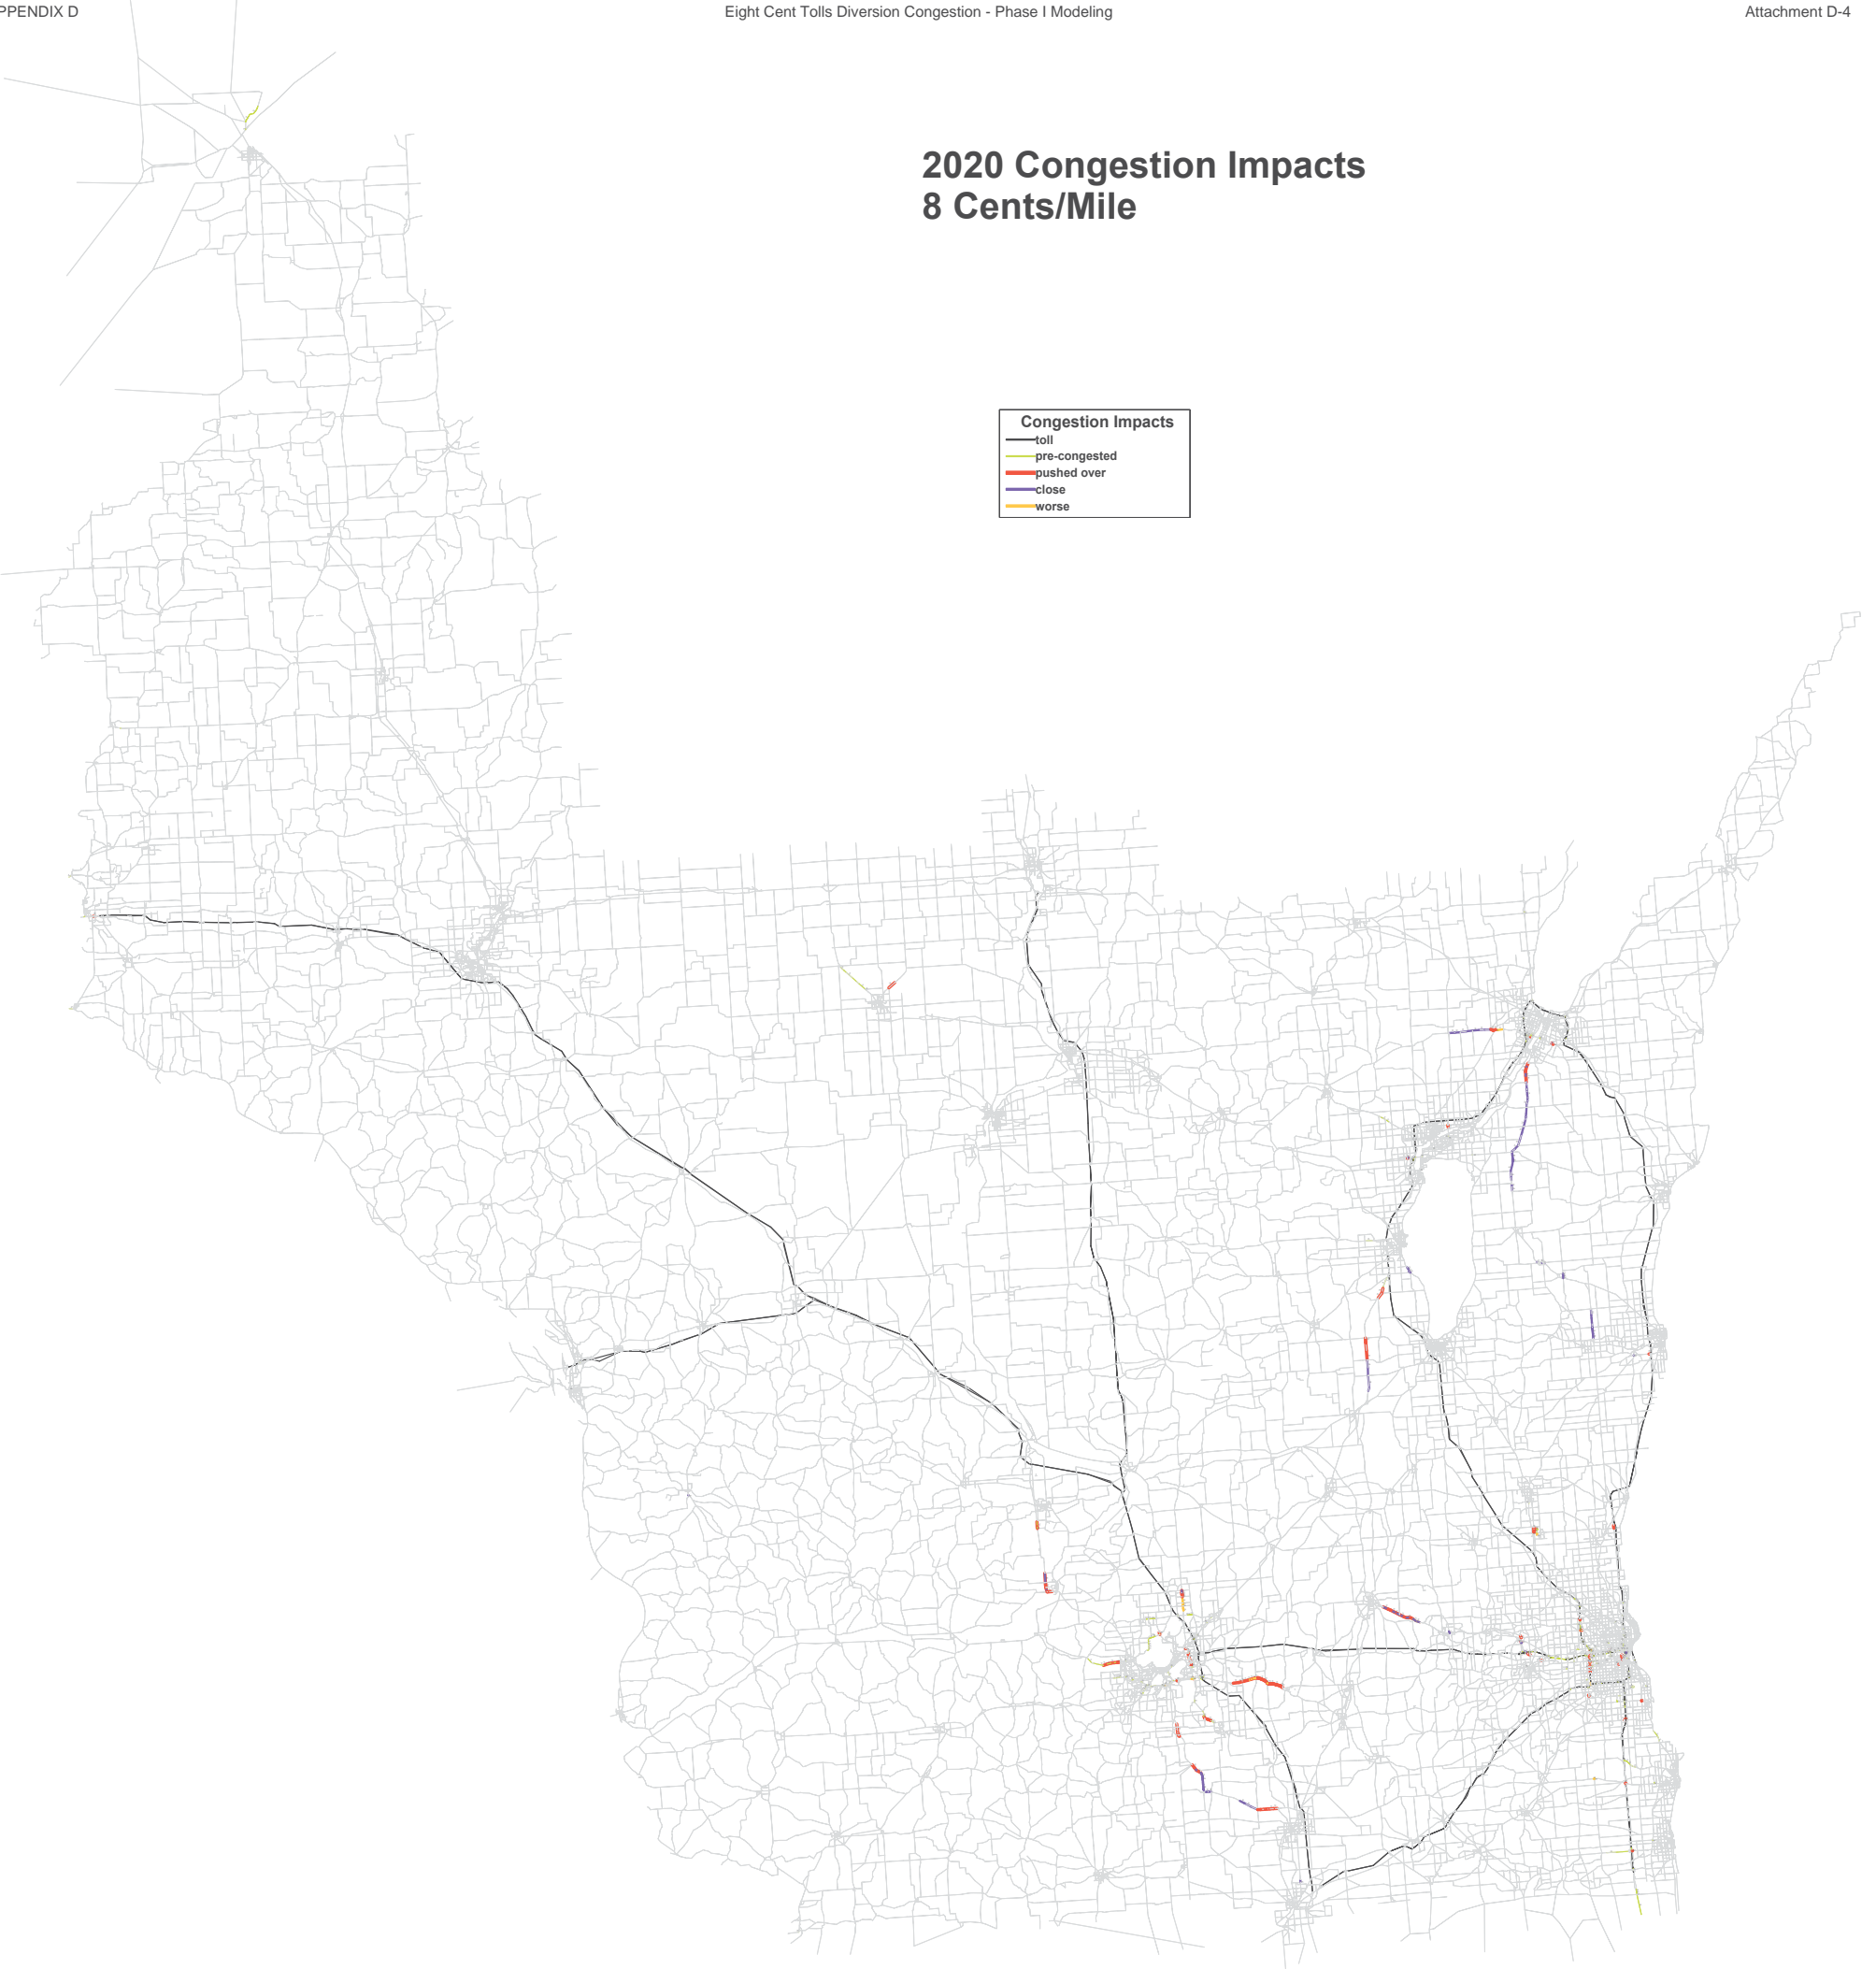 PPENDIX D
Eight Cent Tolls Diversion Congestion - Phase I Modeling
Attachment D-4
2020 Congestion Impacts
8 Cents/Mile
Congestion Impacts
toll
pre-congested
pushed over
close
worse